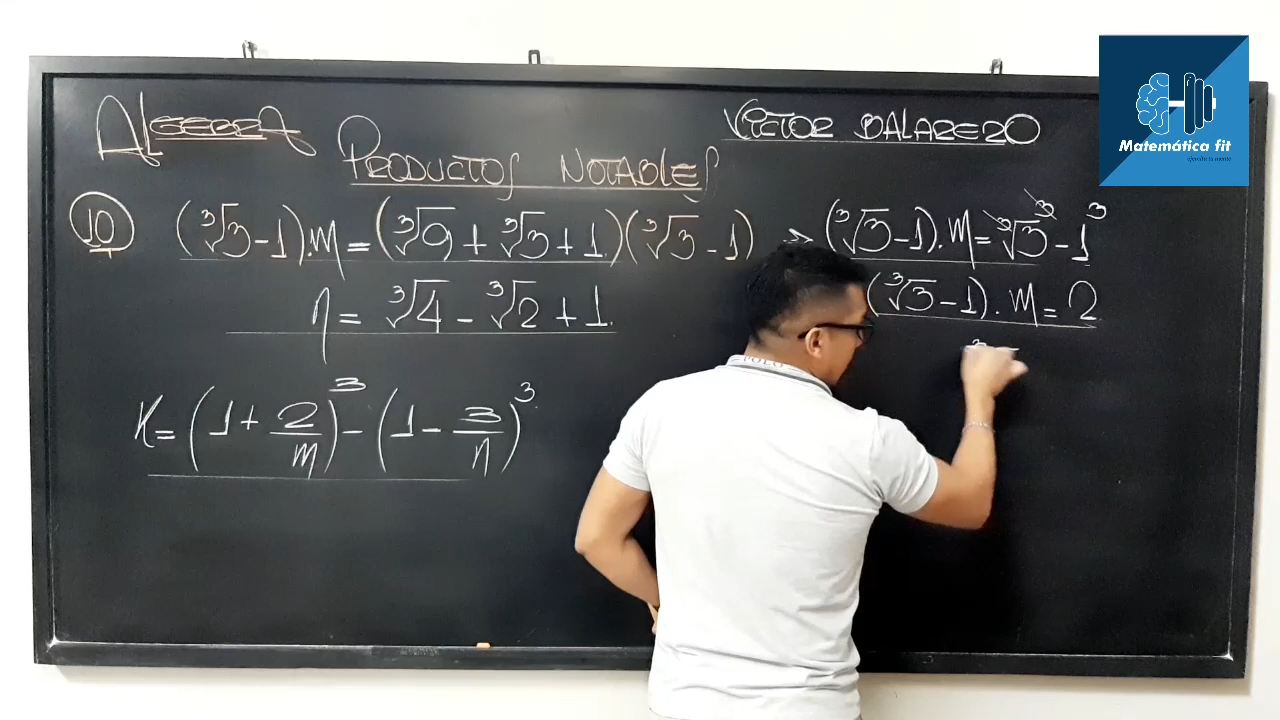 ALGEBRA
VICTOR BALAREZO
Matemática fit
PRODUCTOS NOTABLES
10 (∛3 - 1).m = (∛9 + ∛3 + 1)(∛3 - 1) > (∛3 - 1).m = ∛3³ - 1³
n = ∛4 - ∛2 + 1.
(∛3 - 1).m = 2
K = (1 + 2/m)³ - (1 - 3/n)³